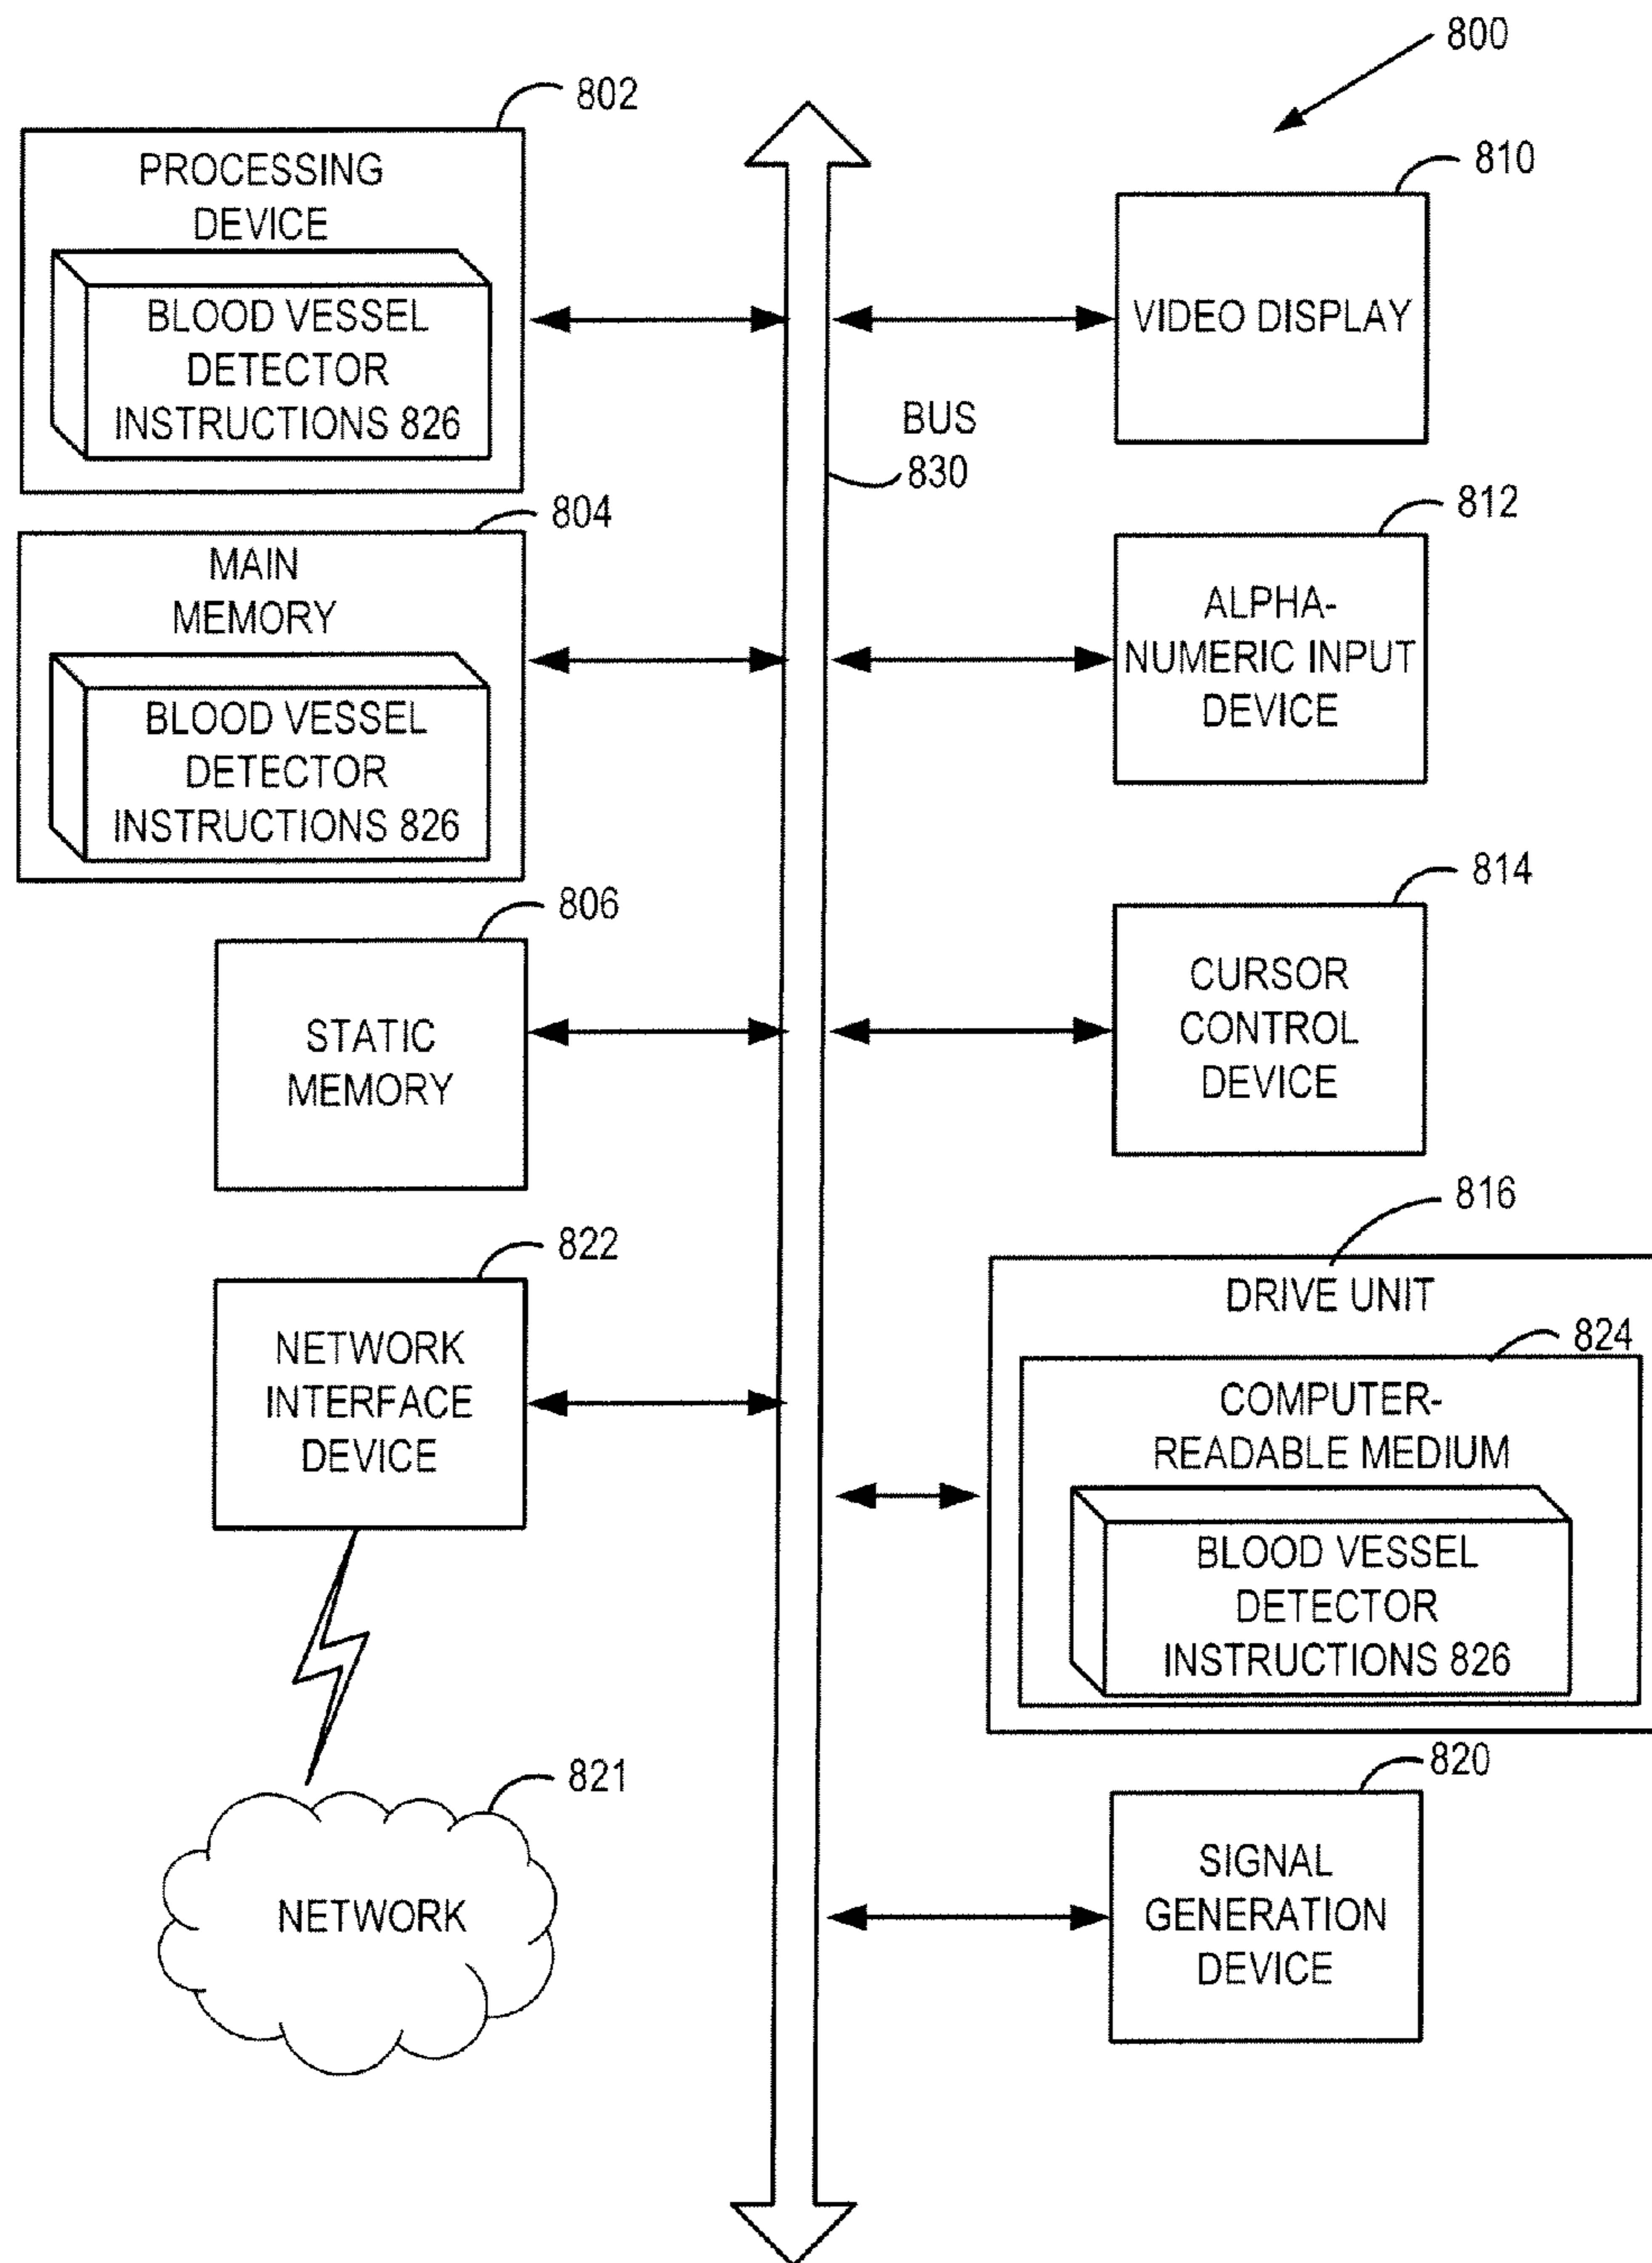 800
802
PROCESSING
DEVICE
BLOOD VESSEL
DETECTOR
INSTRUCTIONS 826
810
VIDEO DISPLAY
BUS
830
804
MAIN
MEMORY
BLOOD VESSEL
DETECTOR
INSTRUCTIONS 826
812
ALPHA-
NUMERIC INPUT
DEVICE
806
STATIC
MEMORY
814
CURSOR
CONTROL
DEVICE
822
NETWORK
INTERFACE
DEVICE
816
DRIVE UNIT
824
COMPUTER-
READABLE MEDIUM
BLOOD VESSEL
DETECTOR
INSTRUCTIONS 826
821
NETWORK
820
SIGNAL
GENERATION
DEVICE